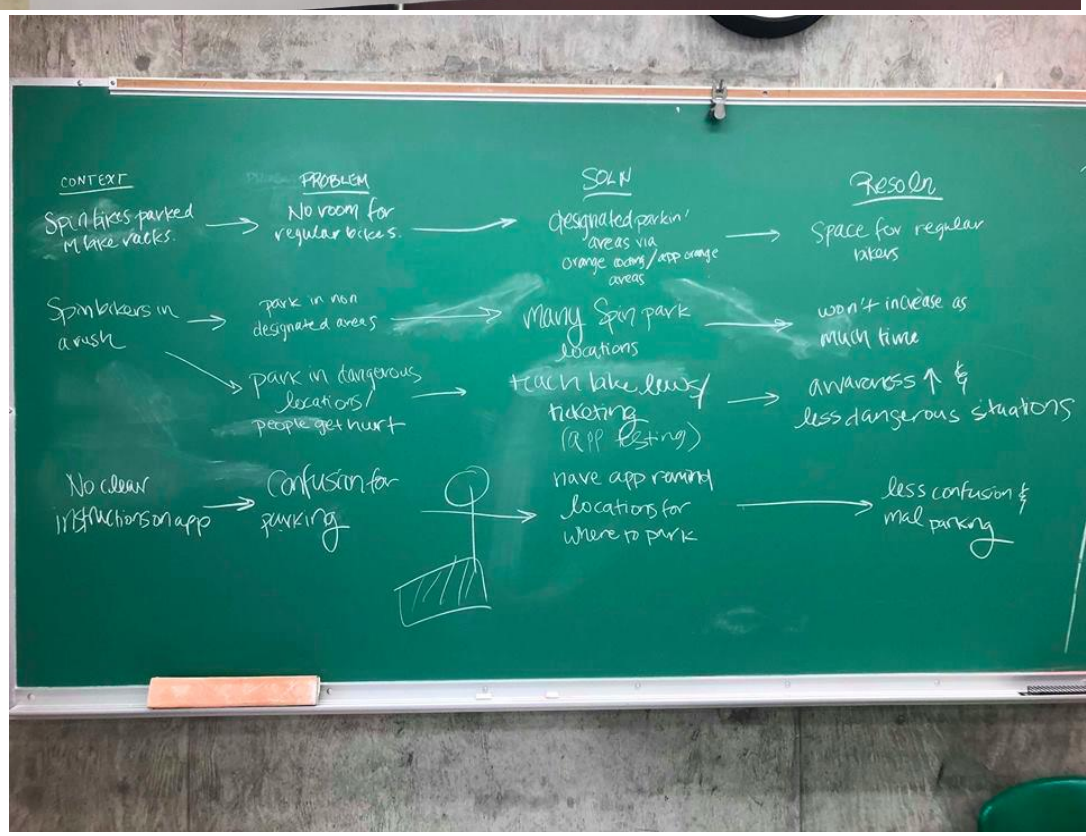 CONTEXT
PROBLEM
SOLN
Resoln
Spin bikes parked
in bike racks.
No room for
regular bikers.
designated parkin'
areas via
orange coding/app orange
areas
Space for regular
bikers
Spin bikers in
a rush
park in non
designated areas
many Spin park
locations
won't increase as
much time
park in dangerous
locations/
people get hurt
teach bike laws/
ticketing
(app testing)
awareness ↑ &
less dangerous situations
No clear
instructions on app
Confusion for
parking
have app remind
locations for
where to park
less confusion &
mal parking